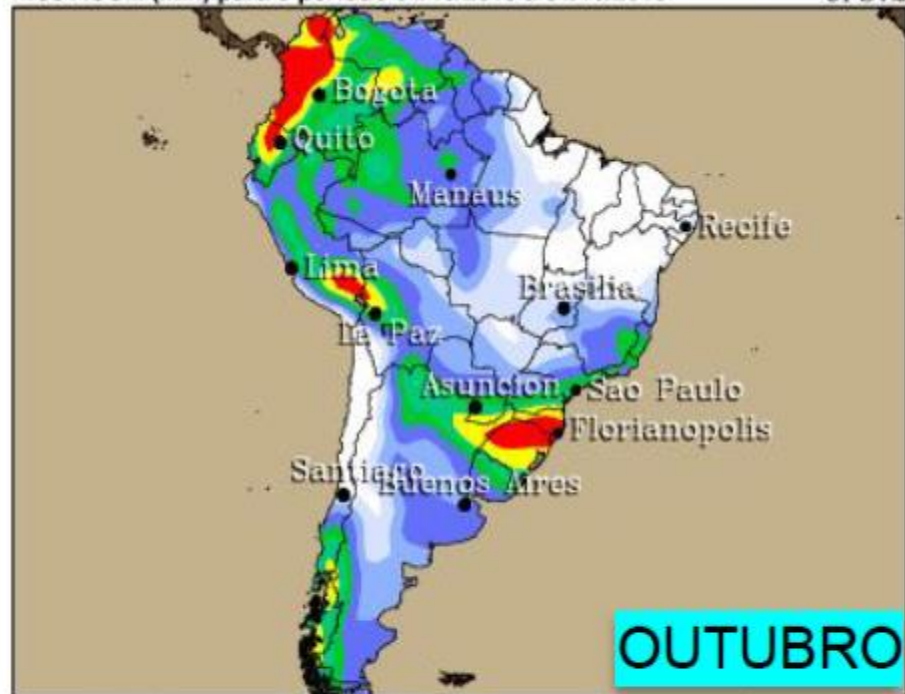 Bogota
Quito
Manaus
Recife
Lima
Brasilia
La Paz
Asuncion
Sao Paulo
Florianopolis
Santiago
Buenos Aires
OUTUBRO